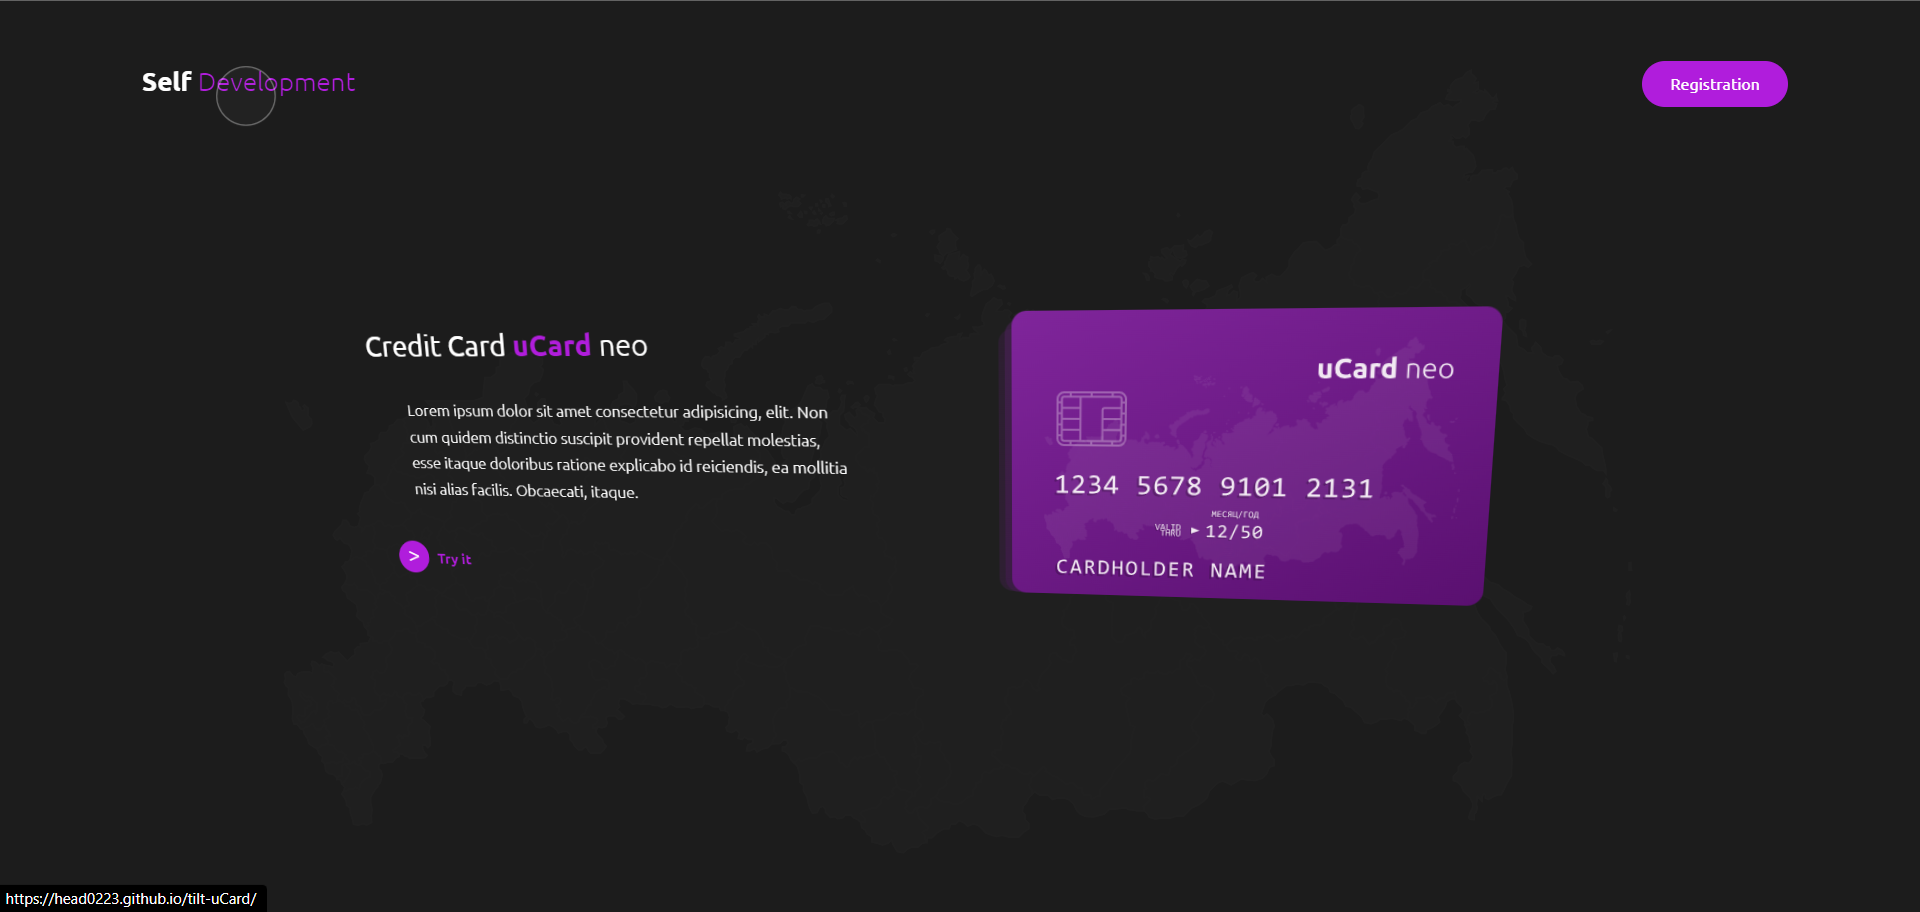 Self Development
Registration
Credit Card uCard neo
Lorem ipsum dolor sit amet consectetur adipisicing, elit. Non
cum quidem distinctio suscipit provident repellat molestias,
esse itaque doloribus ratione explicabo id reiciendis, ea mollitia
nisi alias facilis. Obcaecati, itaque.
> Try it
uCard neo
1234 5678 9101 2131
МЕСЯЦ/ГОД
VALID
THRU ► 12/50
CARDHOLDER NAME
https://head0223.github.io/tilt-uCard/